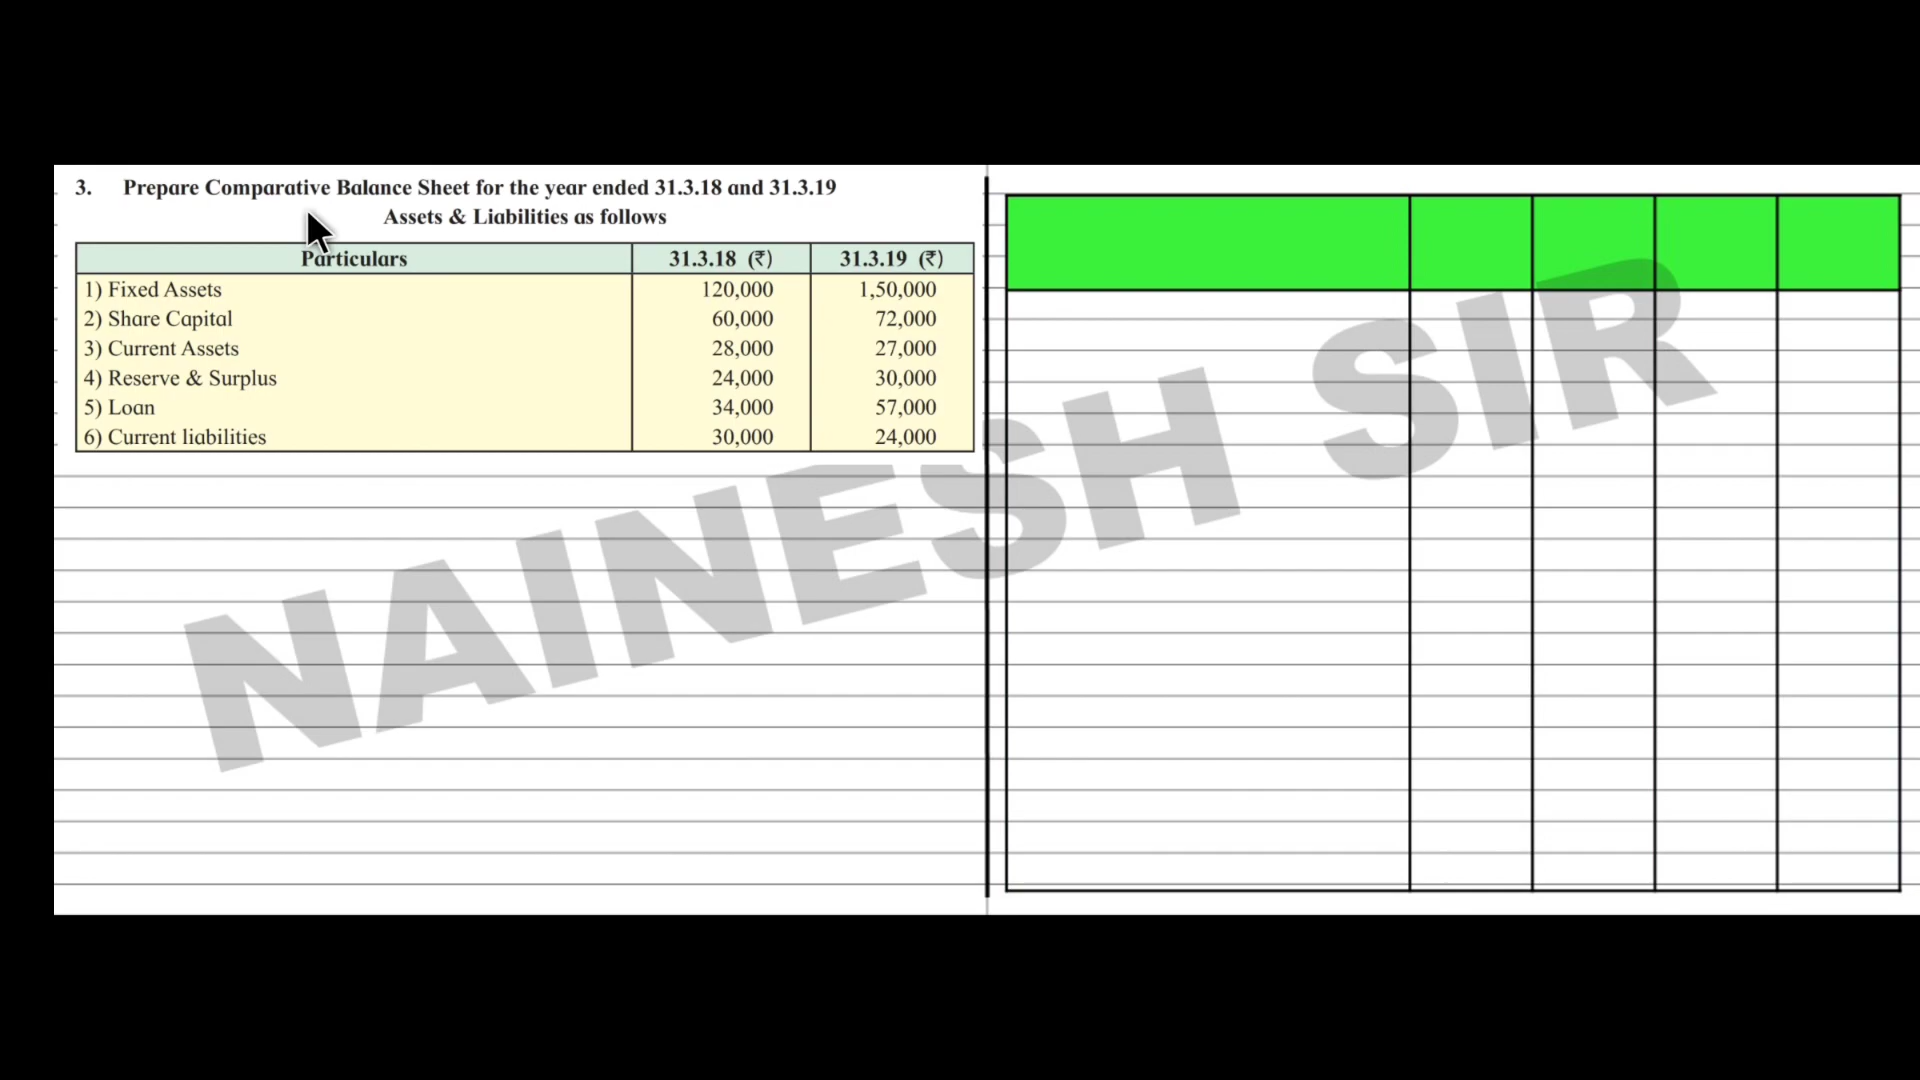 3. Prepare Comparative Balance Sheet for the year ended 31.3.18 and 31.3.19
Assets & Liabilities as follows
Particulars 31.3.18 (₹) 31.3.19 (₹)
1) Fixed Assets 120,000 1,50,000
2) Share Capital 60,000 72,000
3) Current Assets 28,000 27,000
4) Reserve & Surplus 24,000 30,000
5) Loan 34,000 57,000
6) Current liabilities 30,000 24,000
NAINESH SIR